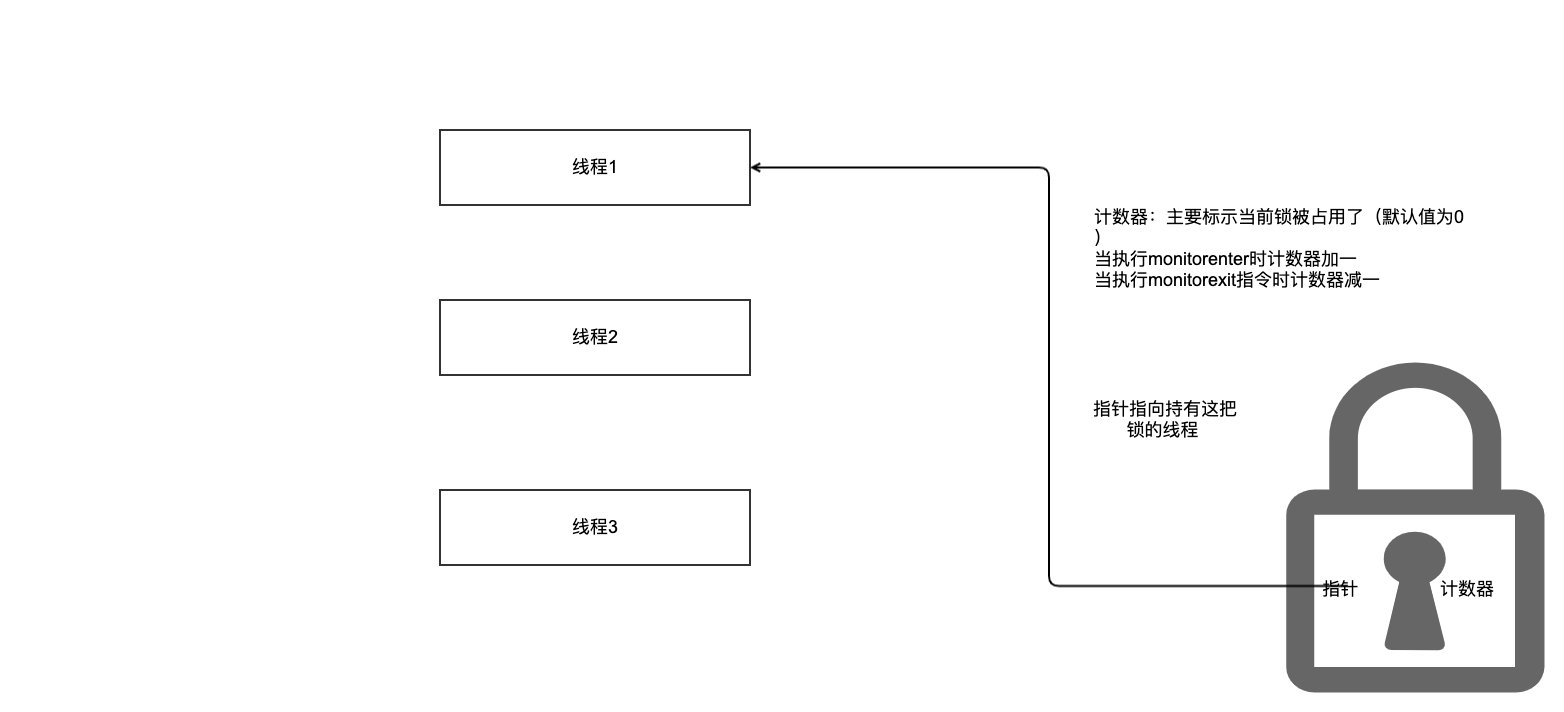 线程1
计数器：主要标示当前锁被占用了（默认值为0
）
当执行monitorenter时计数器加一
当执行monitorexit指令时计数器减一
线程2
指针指向持有这把
锁的线程
线程3
指针
计数器